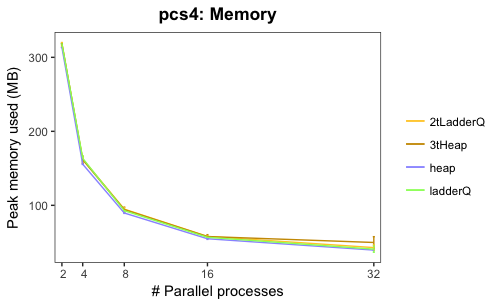 pcs4: Memory
Peak memory used (MB)
300
200
100
2 4 8 16 32
# Parallel processes
2tLadderQ
3tHeap
heap
ladderQ